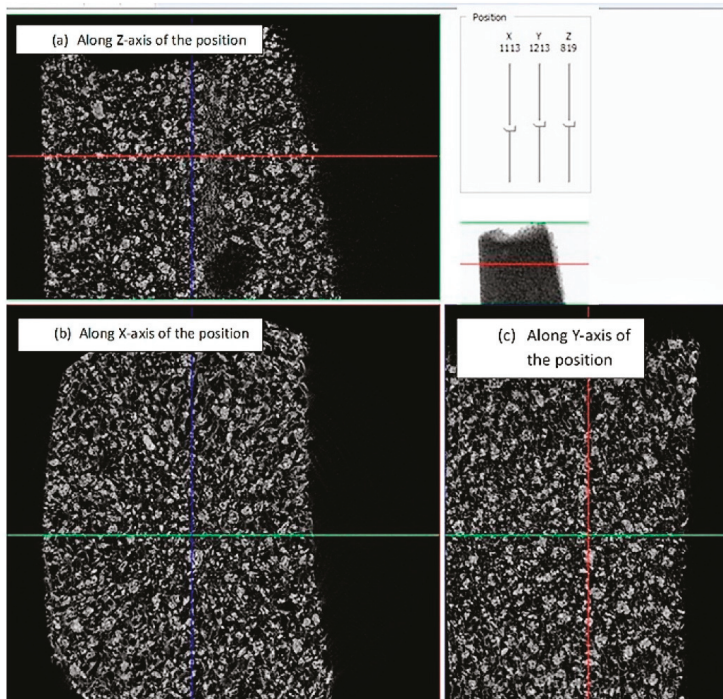 (a) Along Z-axis of the position
Position
X Y Z
1113 1213 819
(b) Along X-axis of the position
(c) Along Y-axis of
the position